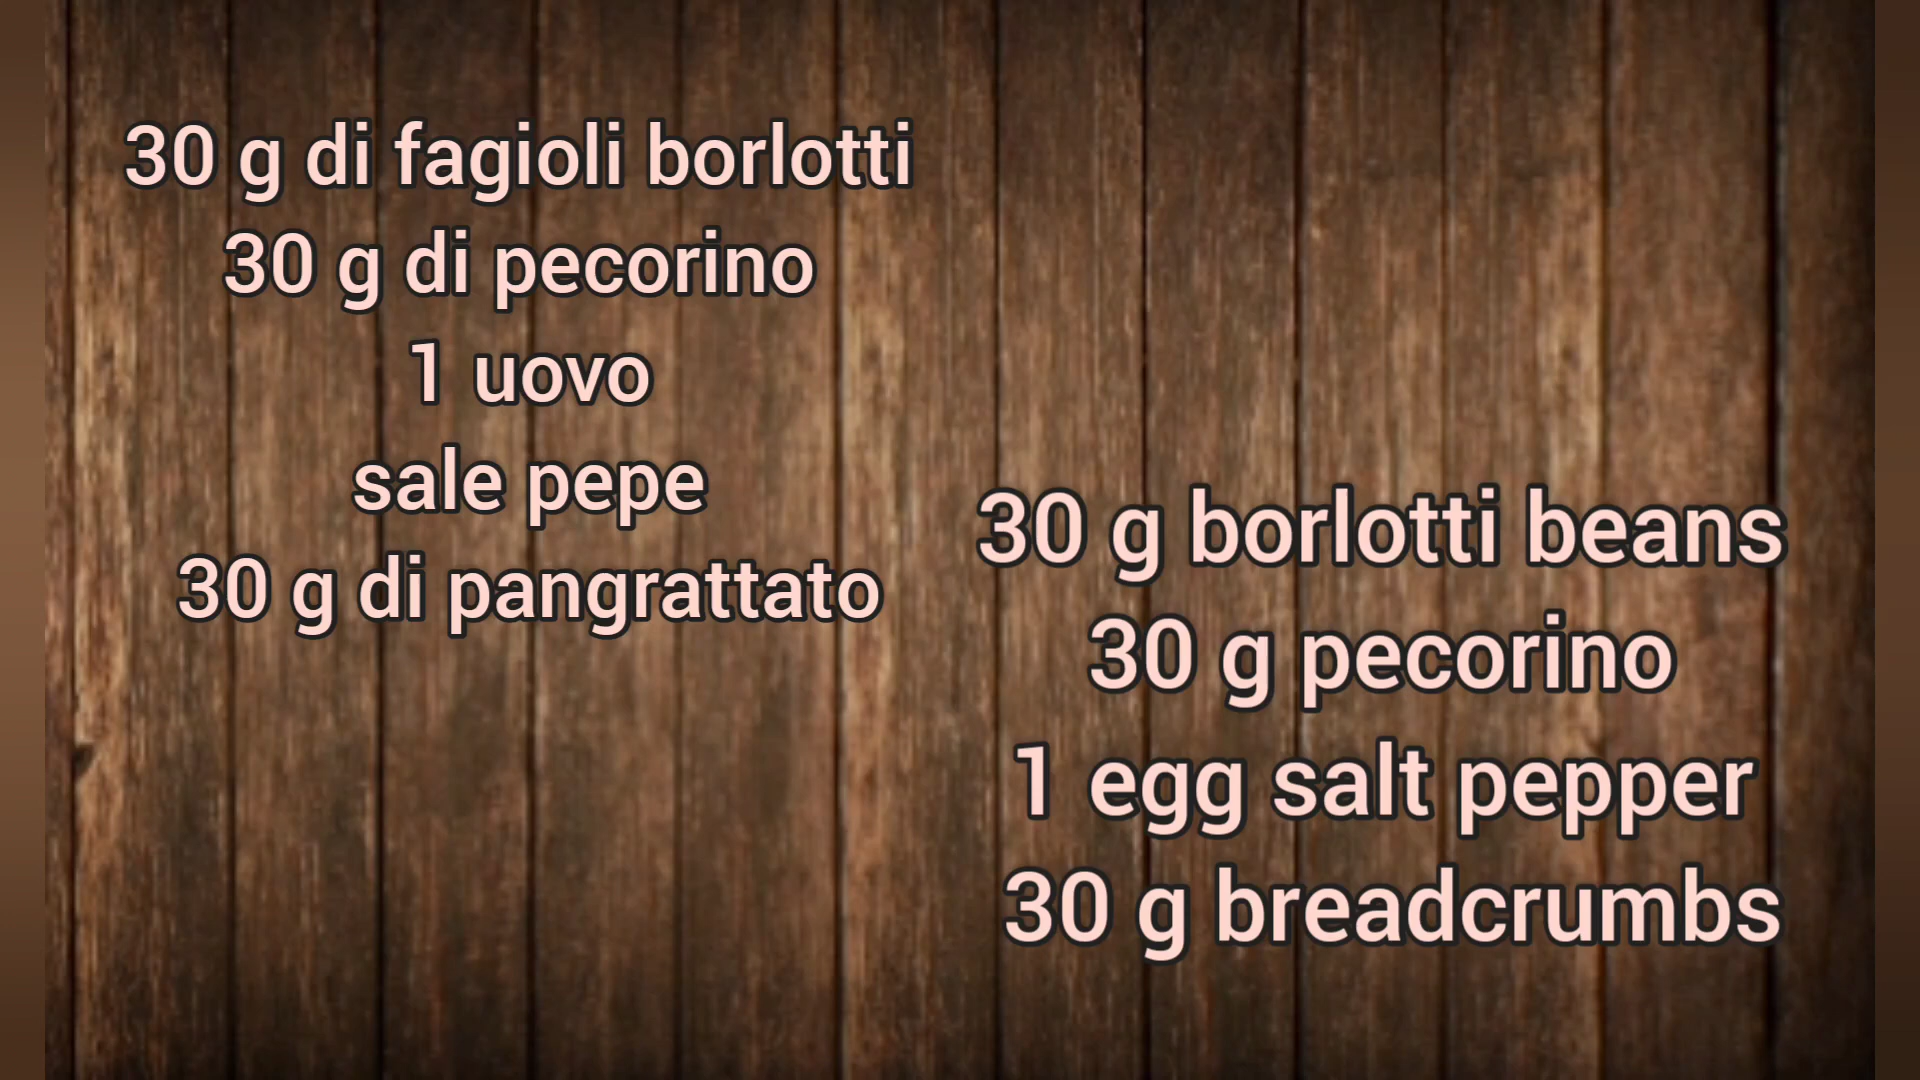 30 g di fagioli borlotti
30 g di pecorino
1 uovo
sale pepe
30 g di pangrattato
30 g borlotti beans
30 g pecorino
1 egg salt pepper
30 g breadcrumbs